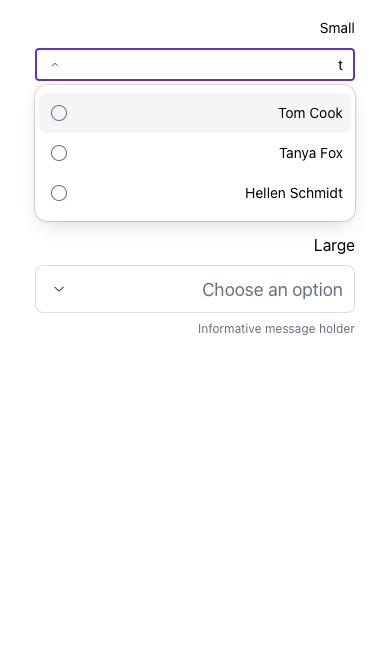 Small
t
Tom Cook
Tanya Fox
Hellen Schmidt
Large
Choose an option
Informative message holder